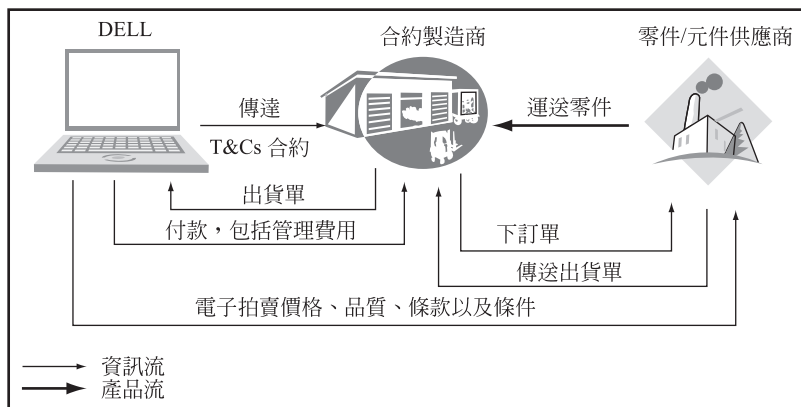 DELL
合約製造商
零件/元件供應商
傳達
T&Cs 合約
運送零件
出貨單
付款，包括管理費用
下訂單
傳送出貨單
電子拍賣價格、品質、條款以及條件
資訊流
產品流